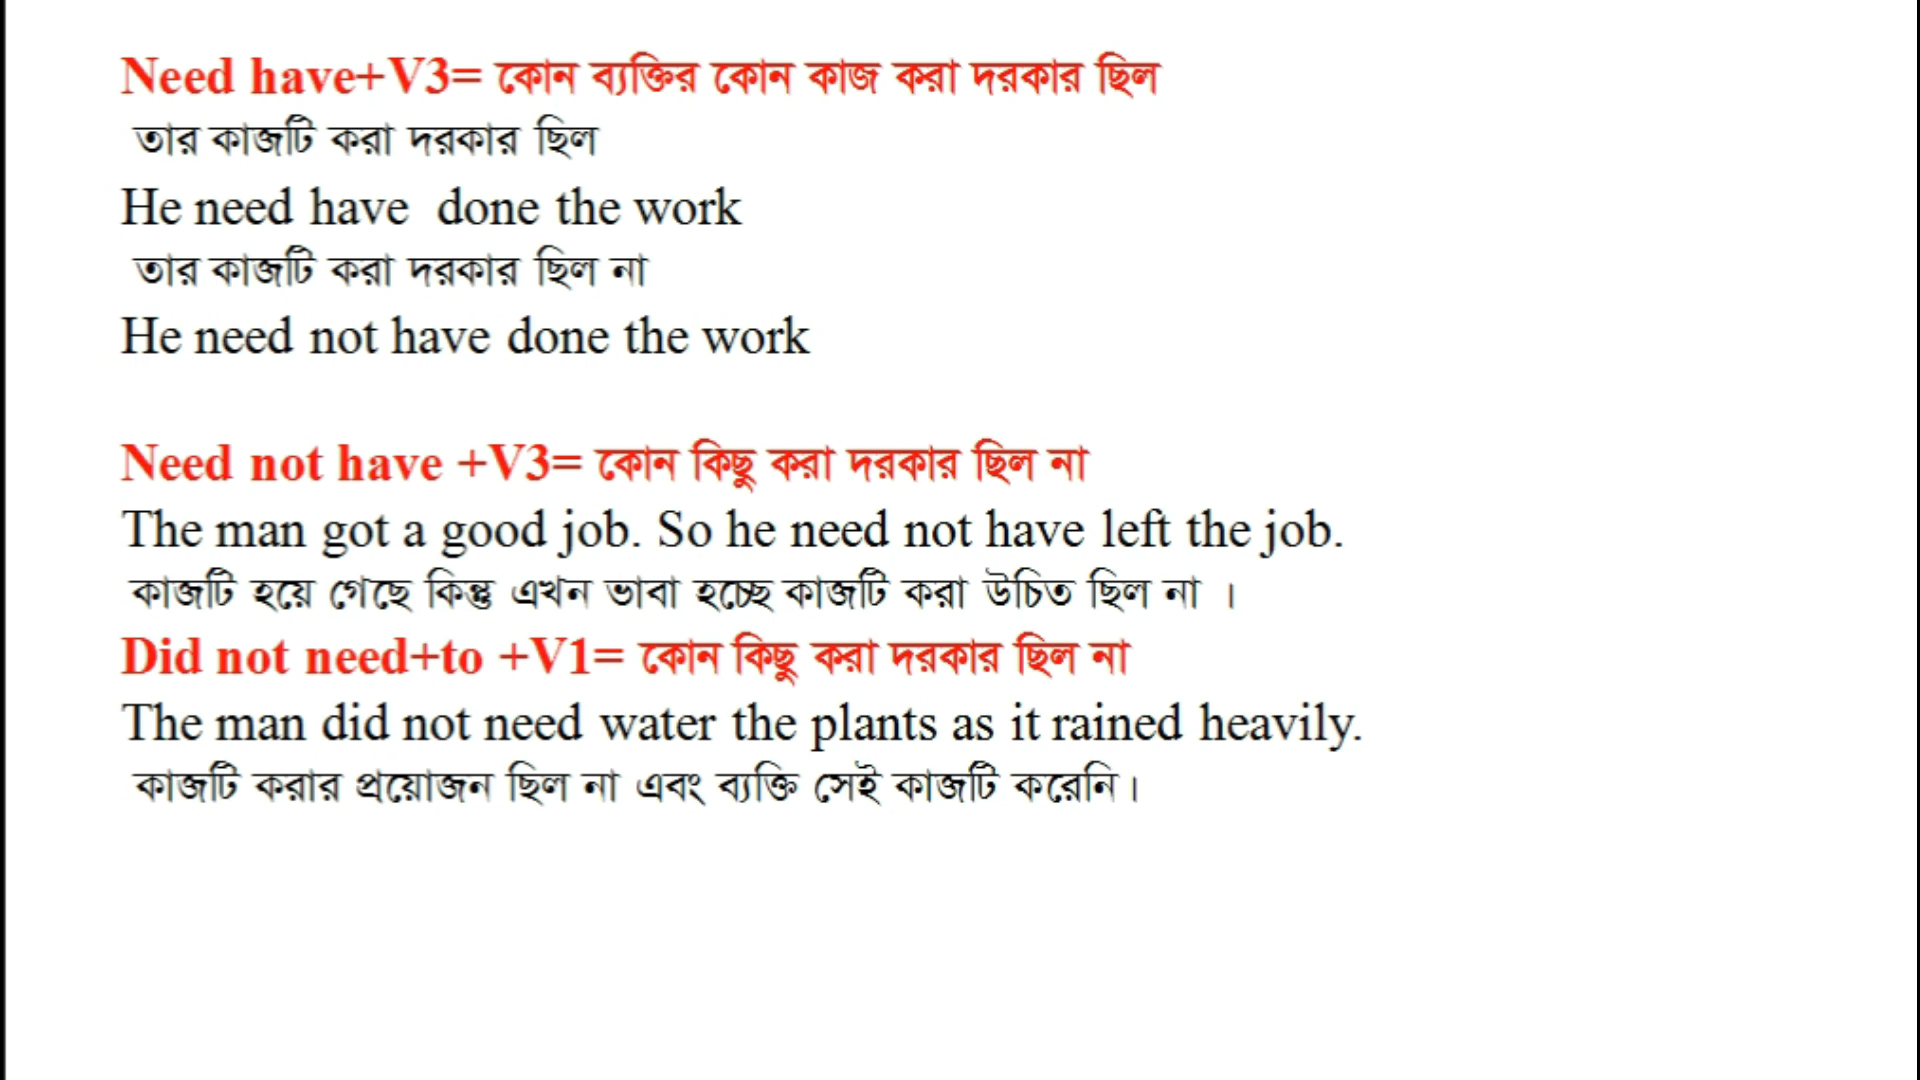 Need have+V3= কোন ব্যক্তির কোন কাজ করা দরকার ছিল
তার কাজটি করা দরকার ছিল
He need have done the work
তার কাজটি করা দরকার ছিল না
He need not have done the work
Need not have +V3= কোন কিছু করা দরকার ছিল না
The man got a good job. So he need not have left the job.
কাজটি হয়ে গেছে কিন্তু এখন ভাবা হচ্ছে কাজটি করা উচিত ছিল না ।
Did not need+to +V1= কোন কিছু করা দরকার ছিল না
The man did not need water the plants as it rained heavily.
কাজটি করার প্রয়োজন ছিল না এবং ব্যক্তি সেই কাজটি করেনি।